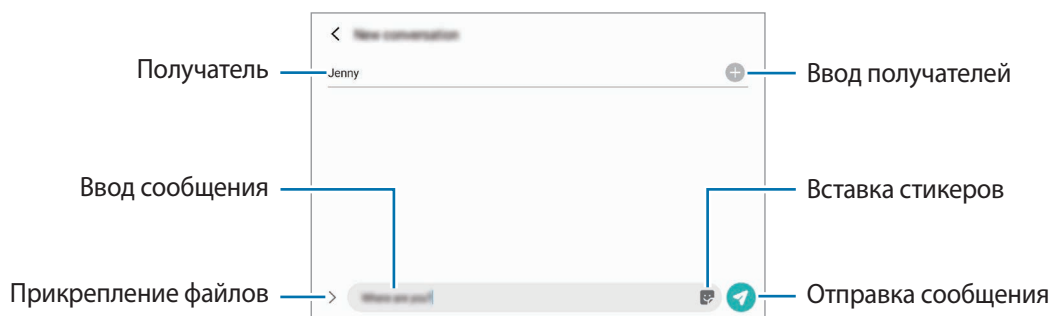 New conversation
Получатель
Jenny
Ввод получателей
Ввод сообщения
Вставка стикеров
Прикрепление файлов
Where are you?
Отправка сообщения